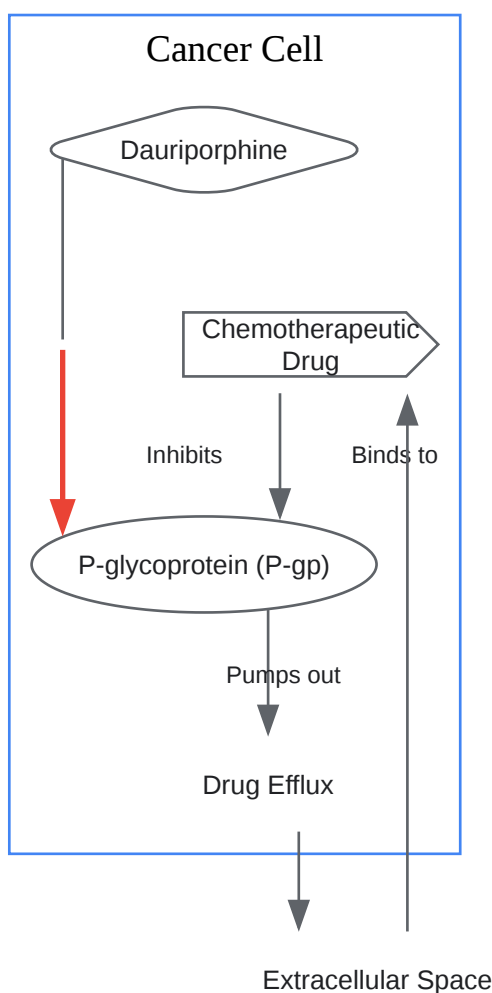 Cancer Cell
Dauriporphine
Chemotherapeutic
Drug
Inhibits
Binds to
P-glycoprotein (P-gp)
Pumps out
Drug Efflux
Extracellular Space